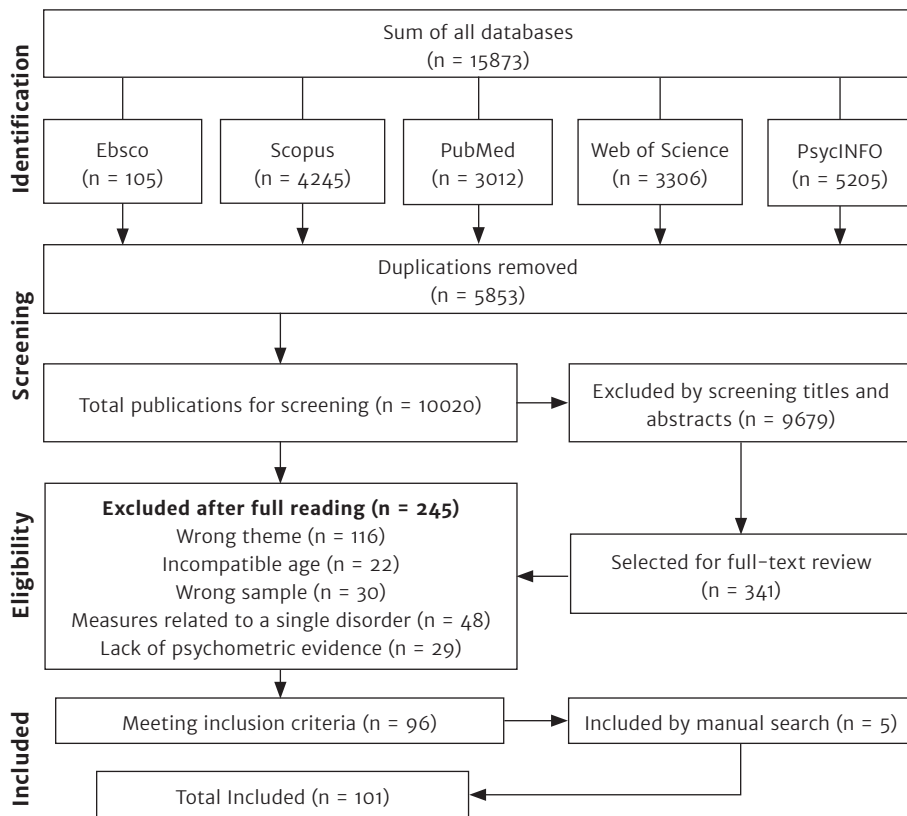 Identification
Sum of all databases
(n = 15873)
Ebsco
(n = 105)
Scopus
(n = 4245)
PubMed
(n = 3012)
Web of Science
(n = 3306)
PsycINFO
(n = 5205)
Screening
Duplications removed
(n = 5853)
Total publications for screening (n = 10020)
Excluded by screening titles and
abstracts (n = 9679)
Eligibility
Excluded after full reading (n = 245)
Wrong theme (n = 116)
Incompatible age (n = 22)
Wrong sample (n = 30)
Measures related to a single disorder (n = 48)
Lack of psychometric evidence (n = 29)
Selected for full-text review
(n = 341)
Included
Meeting inclusion criteria (n = 96)
Included by manual search (n = 5)
Total Included (n = 101)